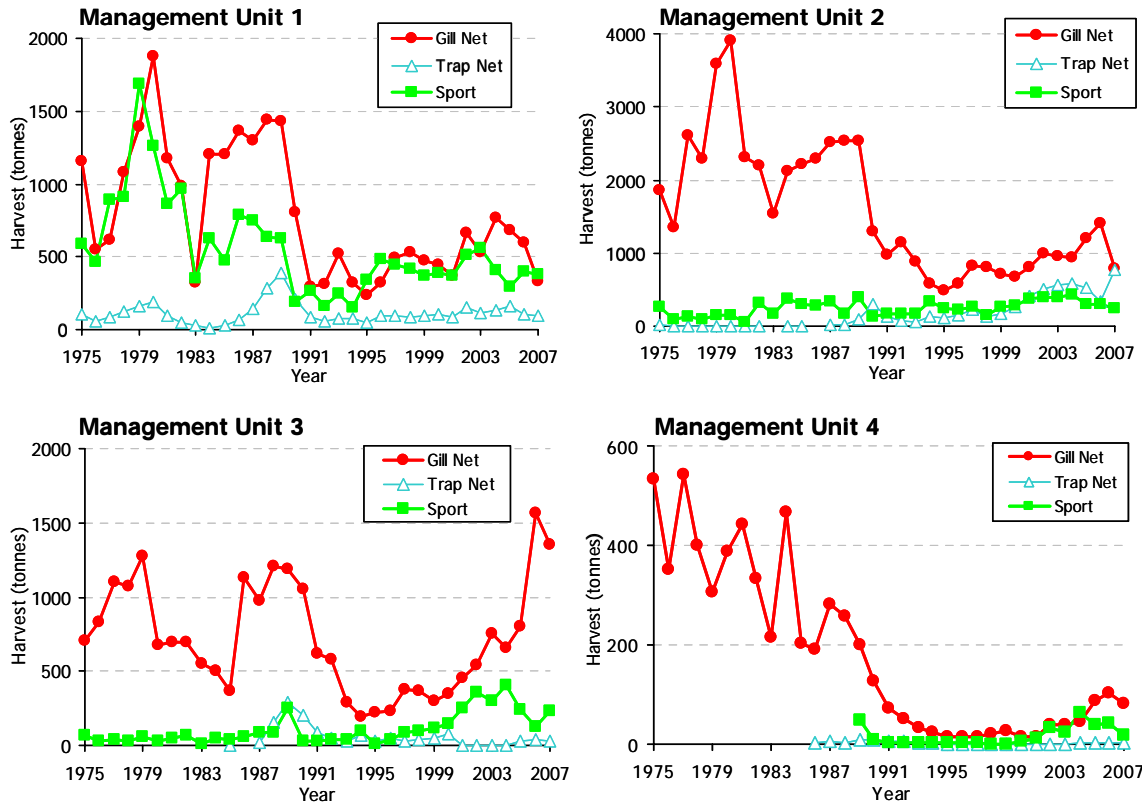 Management Unit 1
2000
1500
1000
500
0
Harvest (tonnes)
Gill Net
Trap Net
Sport
1975 1979 1983 1987 1991 1995 1999 2003 2007
Year
Management Unit 2
4000
3000
2000
1000
0
Harvest (tonnes)
Gill Net
Trap Net
Sport
1975 1979 1983 1987 1991 1995 1999 2003 2007
Year
Management Unit 3
2000
1500
1000
500
0
Harvest (tonnes)
Gill Net
Trap Net
Sport
1975 1979 1983 1987 1991 1995 1999 2003 2007
Year
Management Unit 4
600
400
200
0
Harvest (tonnes)
Gill Net
Trap Net
Sport
1975 1979 1983 1987 1991 1995 1999 2003 2007
Year